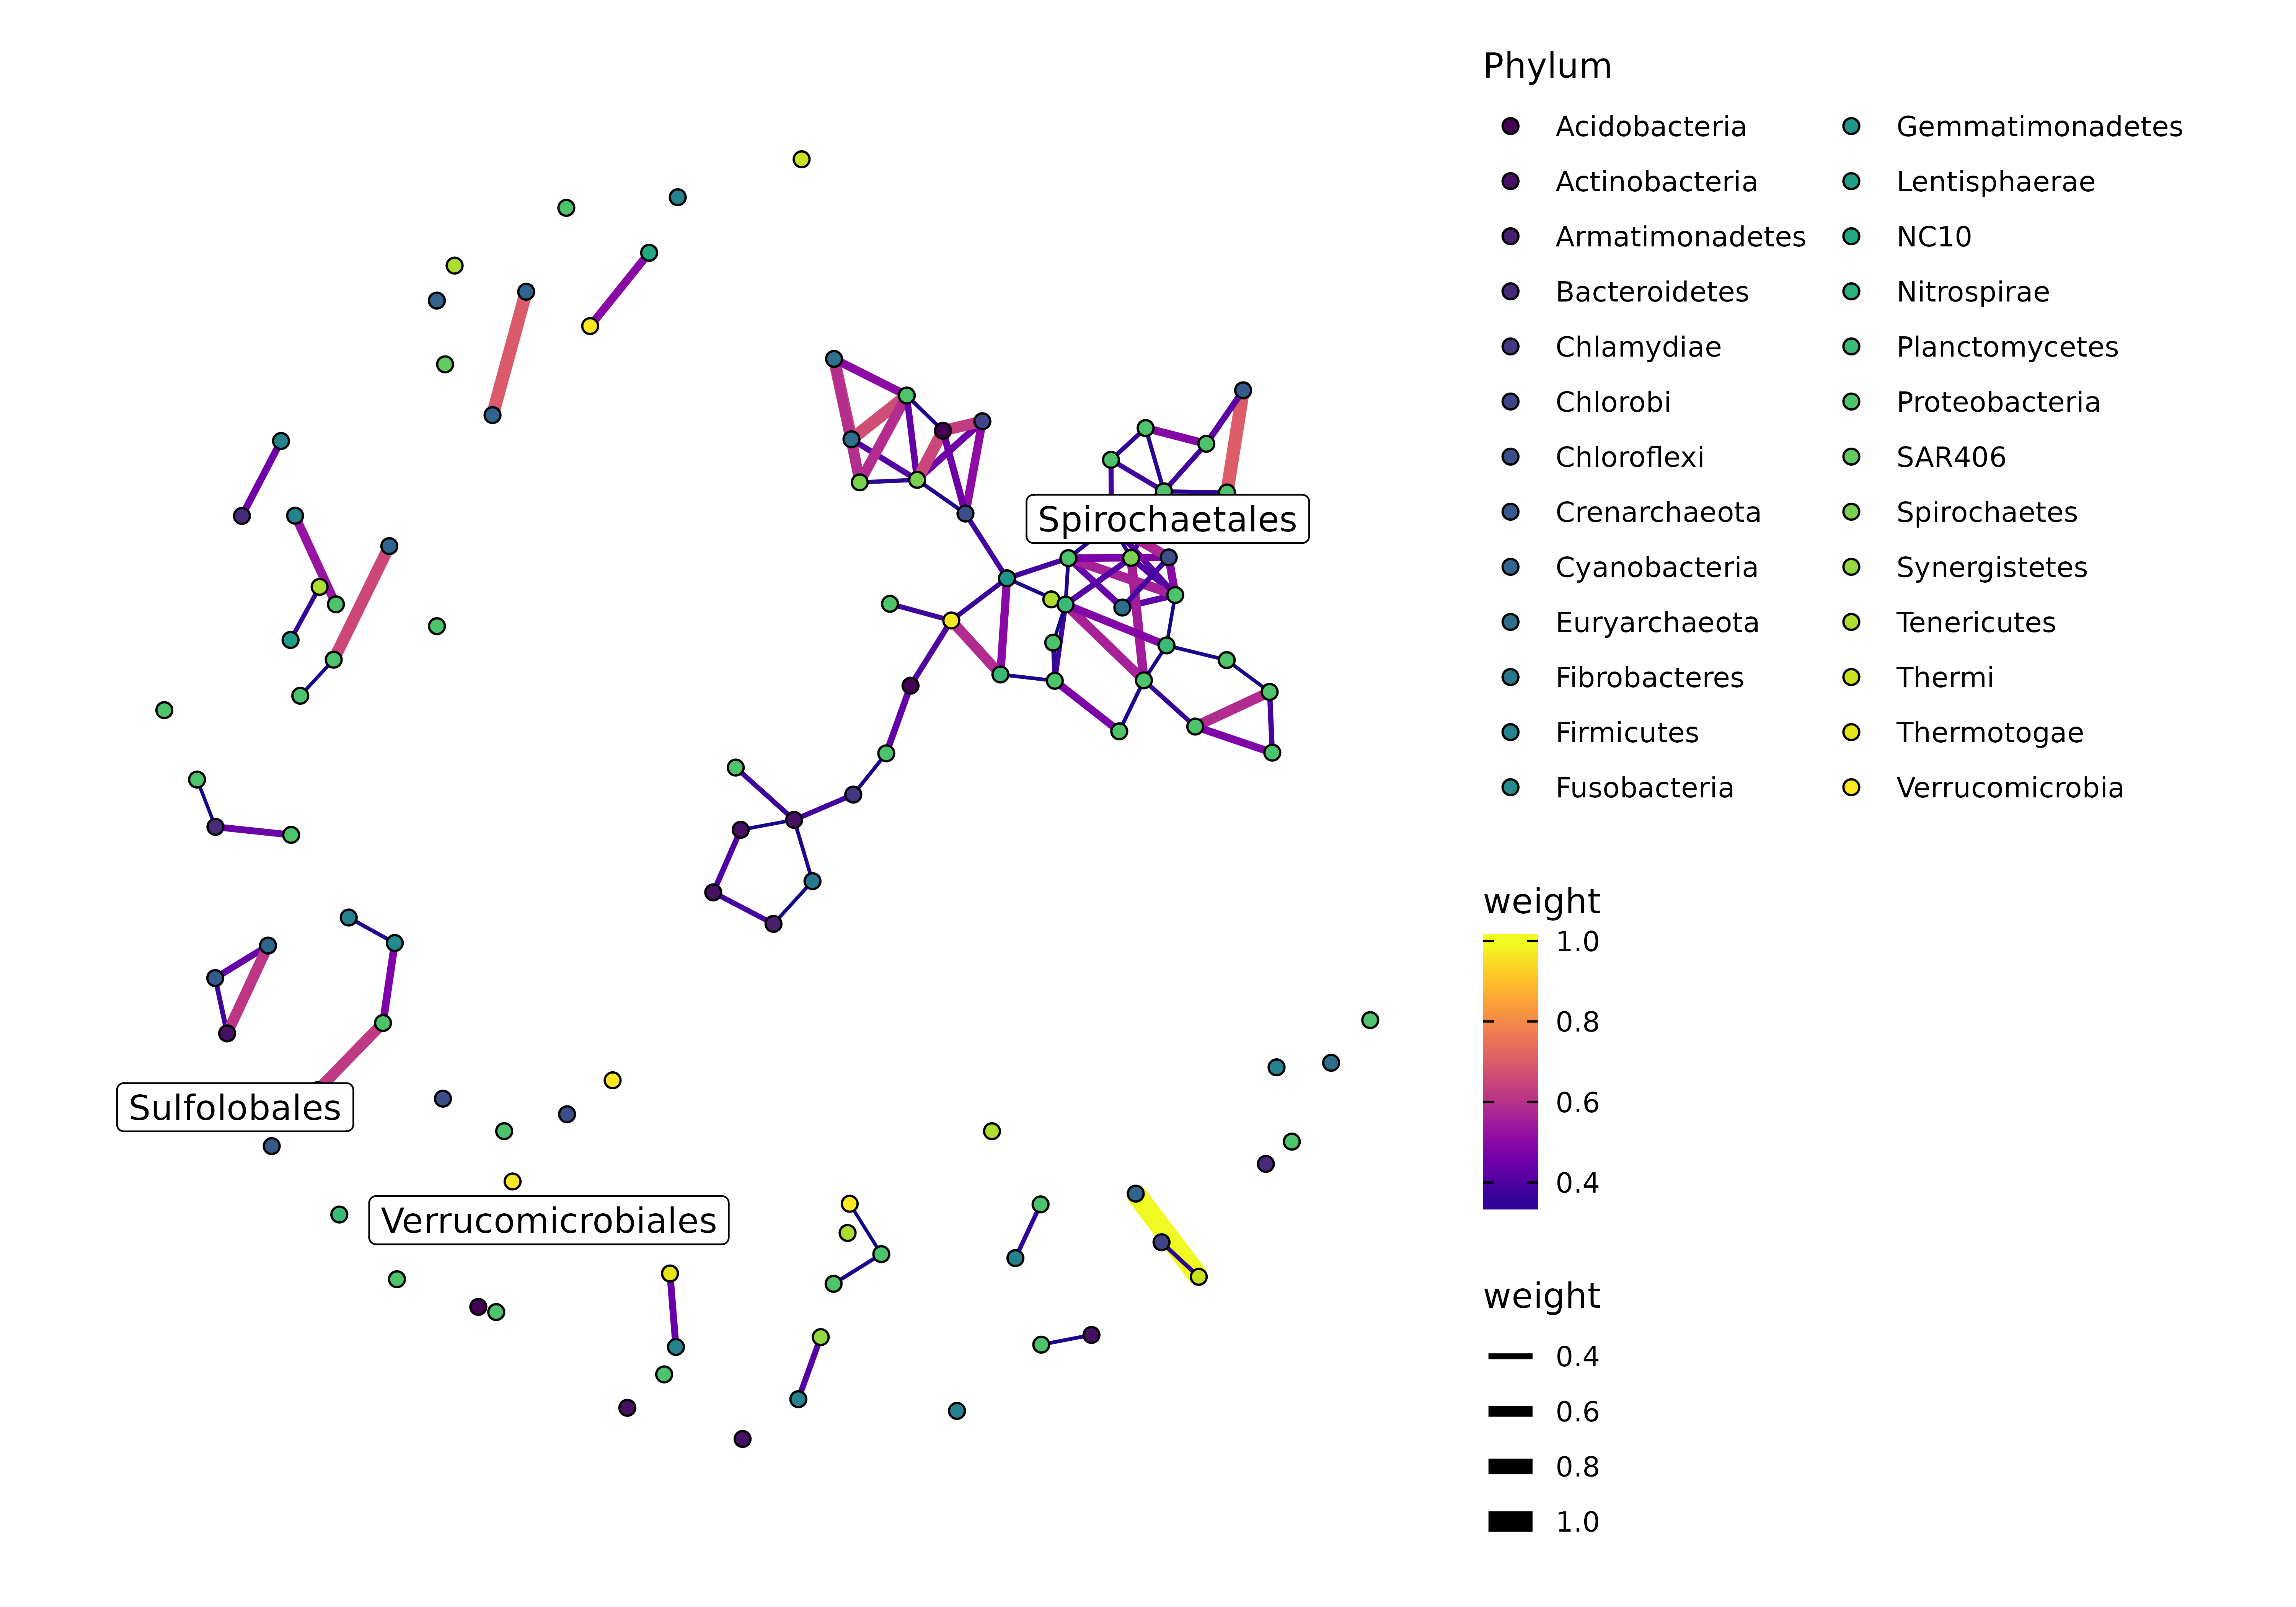 Spirochaetales
Sulfolobales
Verrucomicrobiales
Phylum
Acidobacteria
Actinobacteria
Armatimonadetes
Bacteroidetes
Chlamydiae
Chlorobi
Chloroflexi
Crenarchaeota
Cyanobacteria
Euryarchaeota
Fibrobacteres
Firmicutes
Fusobacteria
Gemmatimonadetes
Lentisphaerae
NC10
Nitrospirae
Planctomycetes
Proteobacteria
SAR406
Spirochaetes
Synergistetes
Tenericutes
Thermi
Thermotogae
Verrucomicrobia
weight
1.0
0.8
0.6
0.4
weight
0.4
0.6
0.8
1.0